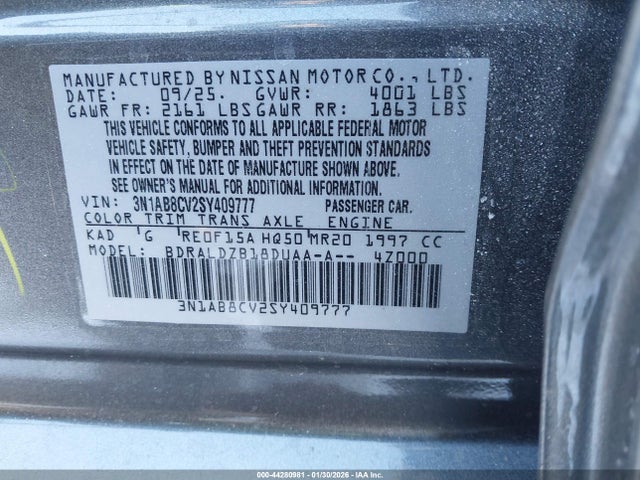 MANUFACTURED BY NISSAN MOTOR CO., LTD.
DATE: 09/25. GVWR: 4001 LBS
GAWR FR: 2161 LBS GAWR RR: 1863 LBS
THIS VEHICLE CONFORMS TO ALL APPLICABLE FEDERAL MOTOR
VEHICLE SAFETY, BUMPER AND THEFT PREVENTION STANDARDS
IN EFFECT ON THE DATE OF MANUFACTURE SHOWN ABOVE.
SEE OWNER'S MANUAL FOR ADDITIONAL INFORMATION.
VIN: 3N1AB8CV2SY409777 PASSENGER CAR.
COLOR TRIM TRANS AXLE ENGINE
KAD G RE0F15A HQ50 MR20 1997 CC
MODEL: BDRALDZB18DUAA-A-- 4Z000
3N1AB8CV2SY409777
000-44280981 - 01/30/2026 - IAA Inc.